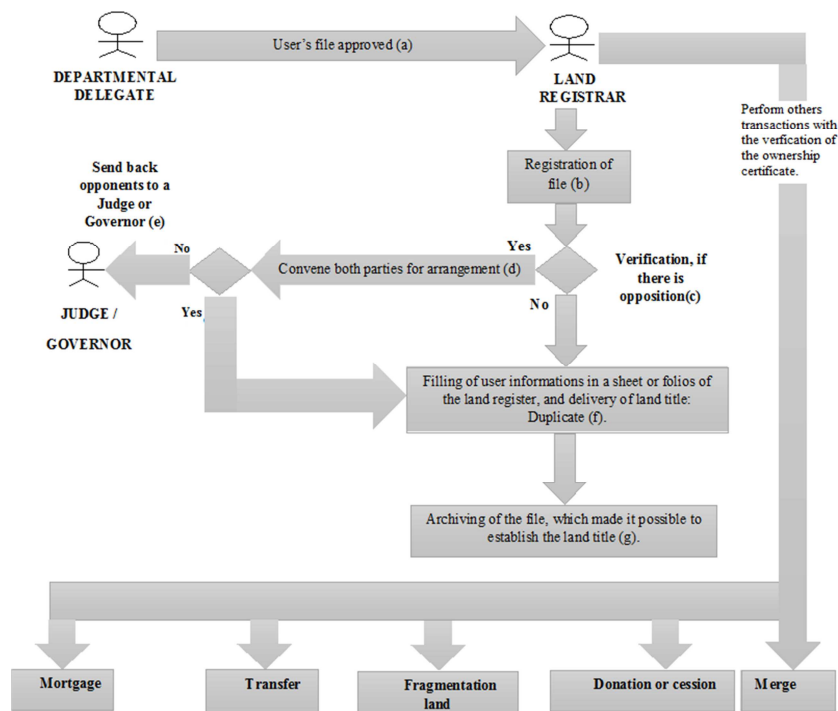 User's file approved (a)
DEPARTMENTAL
DELEGATE
LAND
REGISTRAR
Perform others
transactions with
the verfication of
the ownership
certificate.
Registration of
file (b)
Send back
opponents to a
Judge or
Governor (e)
No
Convene both parties for arrangement (d)
Yes
Verification, if
there is
opposition(c)
JUDGE /
GOVERNOR
Yes
No
Filling of user informations in a sheet or folios of
the land register, and delivery of land title:
Duplicate (f).
Archiving of the file, which made it possible to
establish the land title (g).
Mortgage
Transfer
Fragmentation
land
Donation or cession
Merge